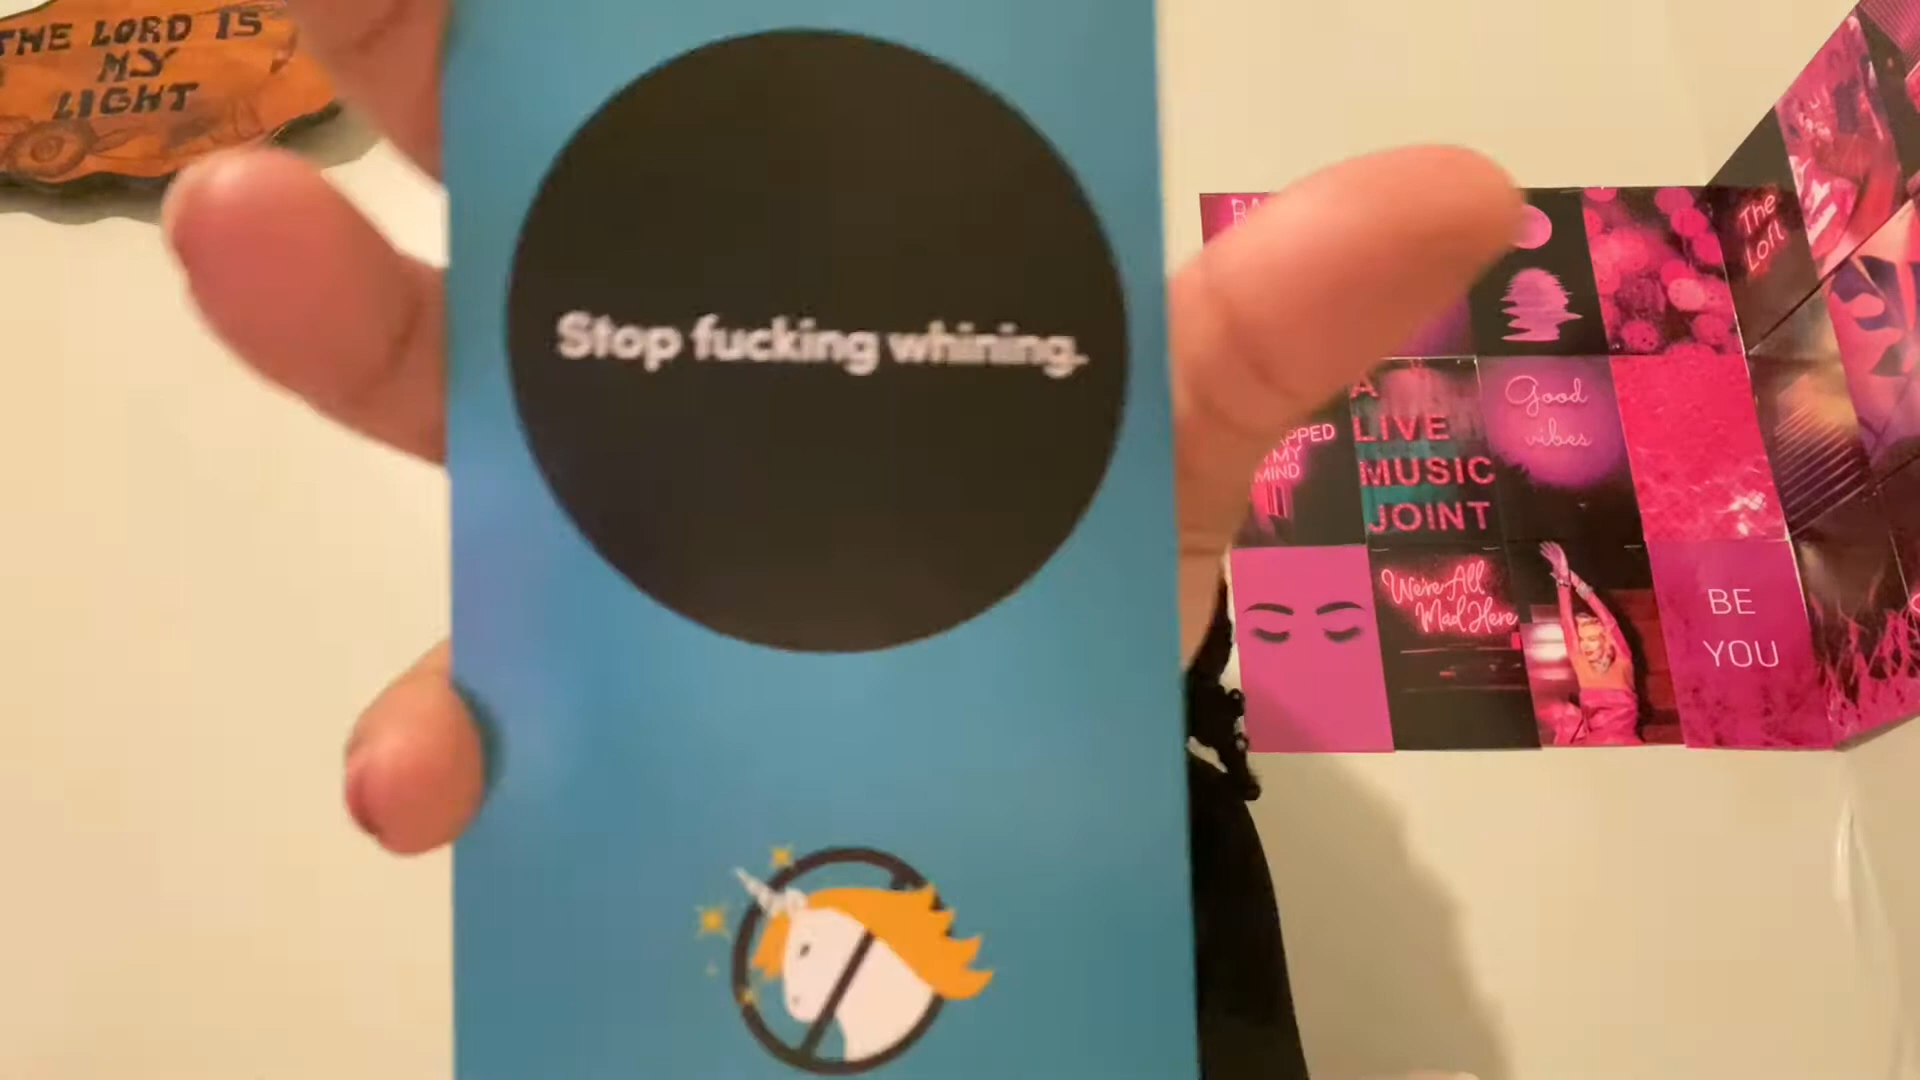 THE LORD IS
MY
LIGHT
Stop fucking whining.
The
Loft
MY
MIND
A
LIVE
MUSIC
JOINT
Good
vibes
We're All
Mad Here
BE
YOU